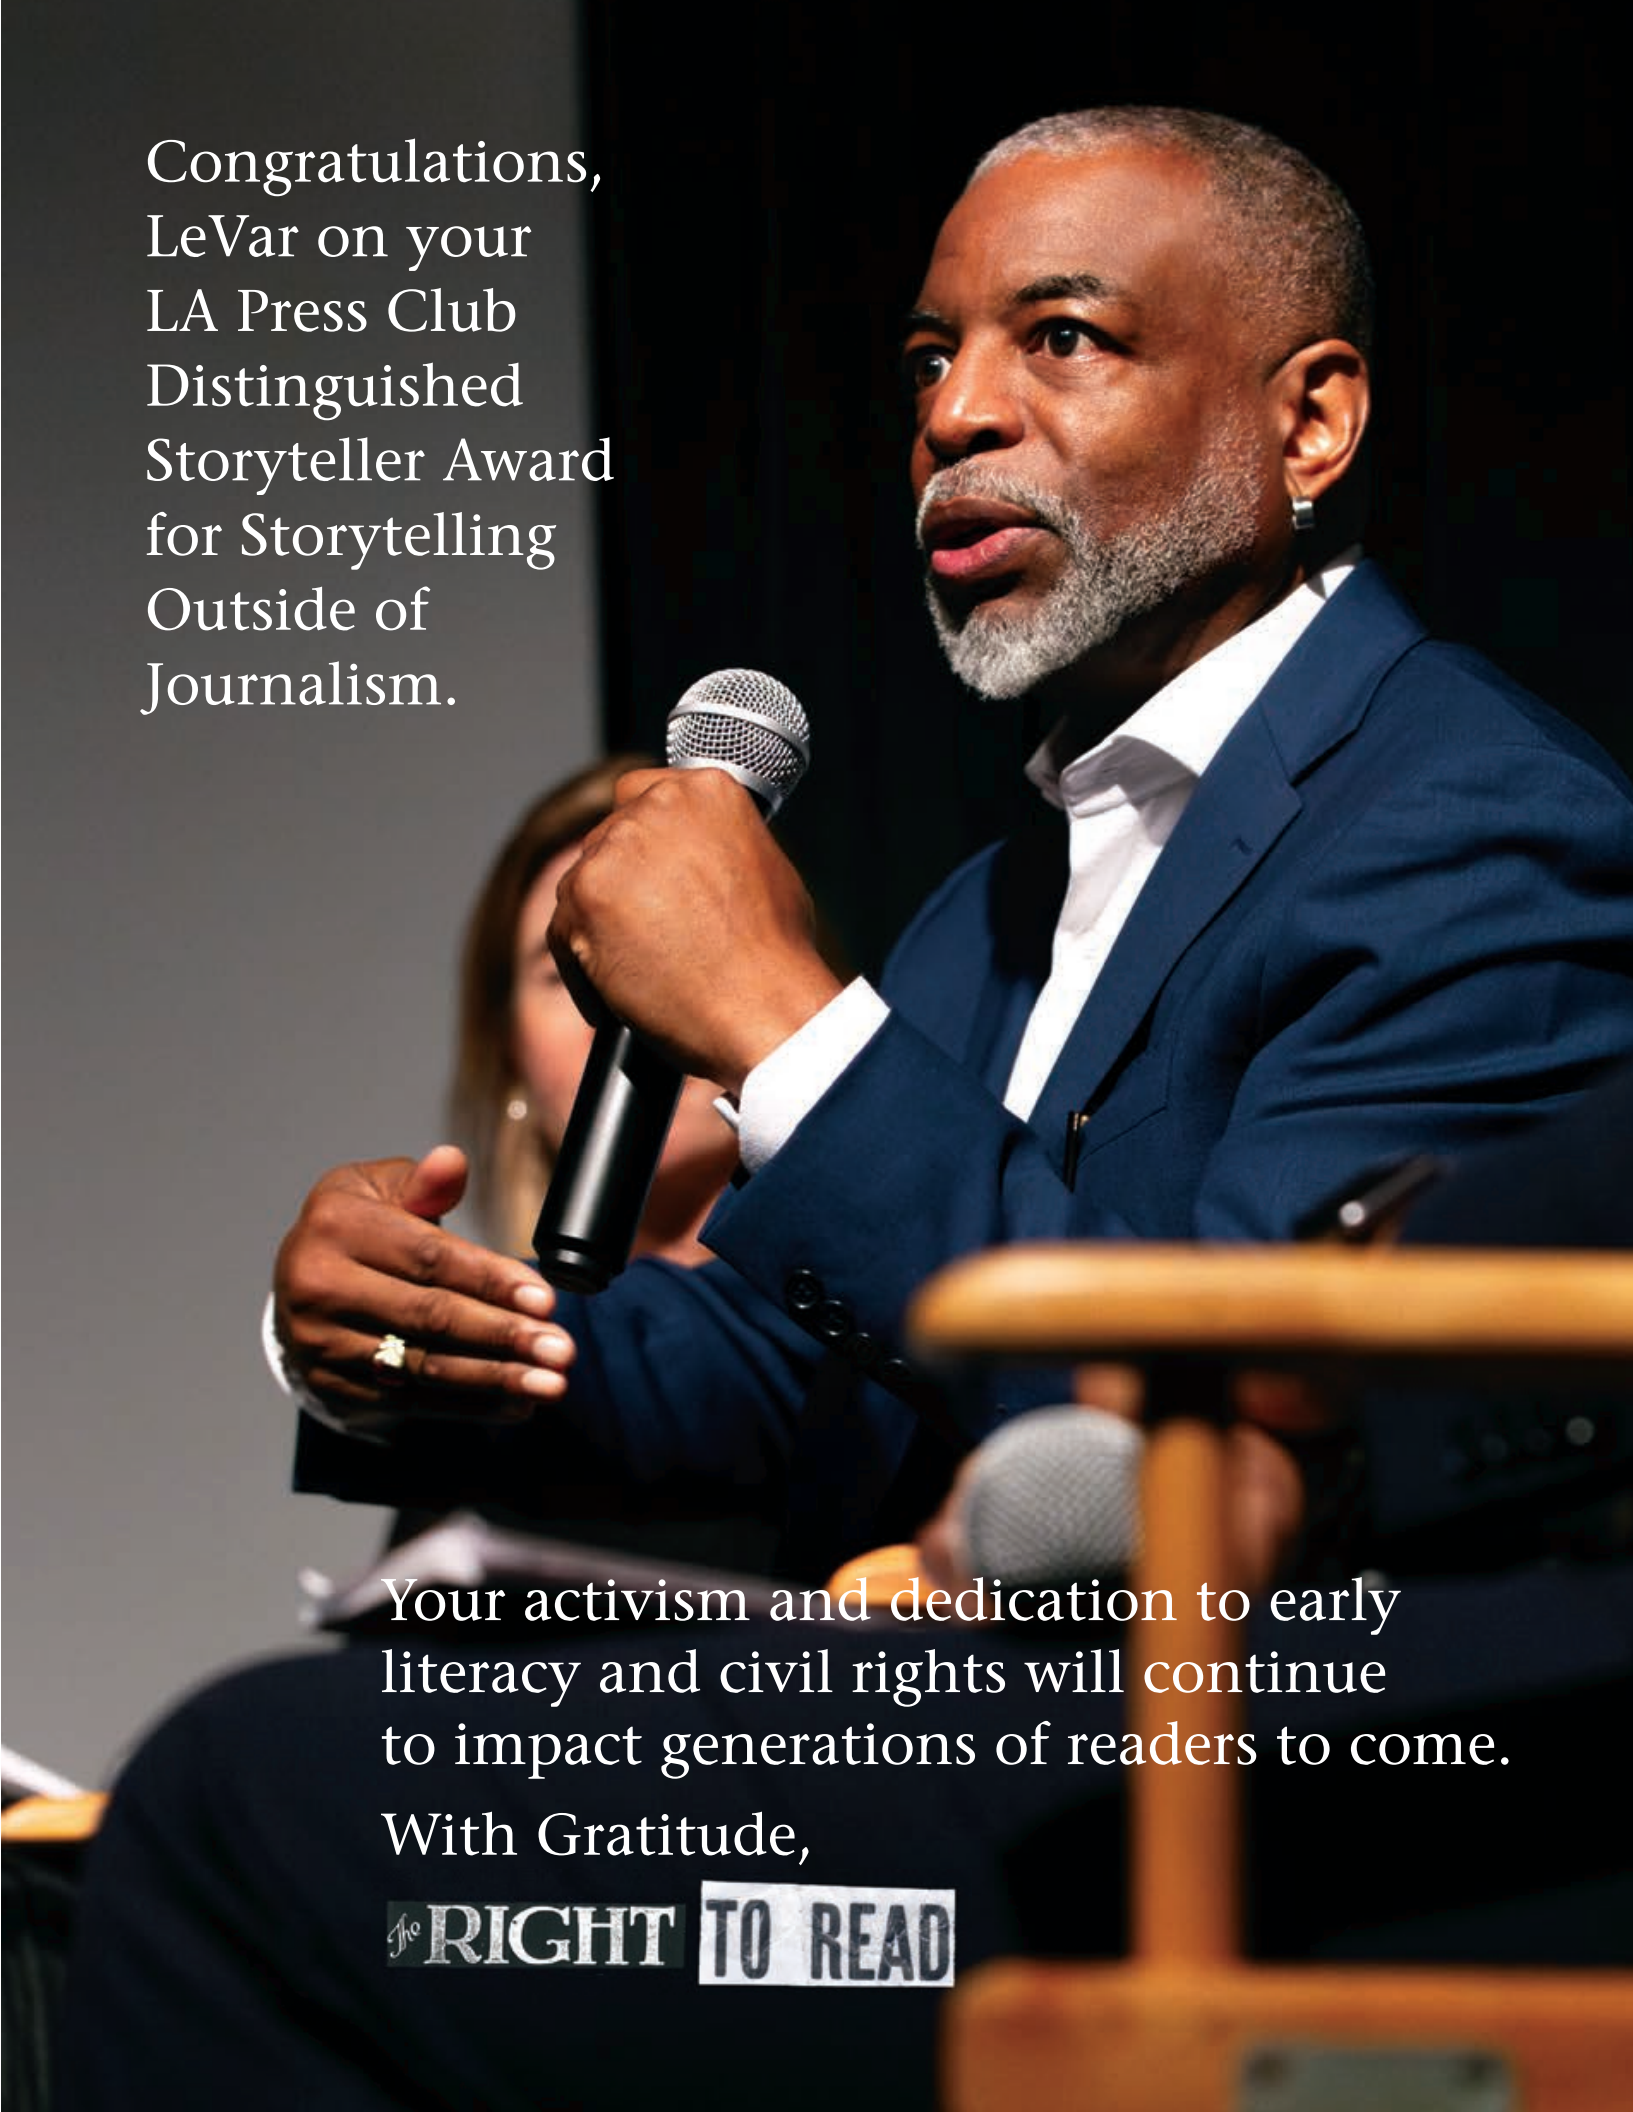 Congratulations,
LeVar on your
LA Press Club
Distinguished
Storyteller Award
for Storytelling
Outside of
Journalism.
Your activism and dedication to early
literacy and civil rights will continue
to impact generations of readers to come.
With Gratitude,
The RIGHT TO READ